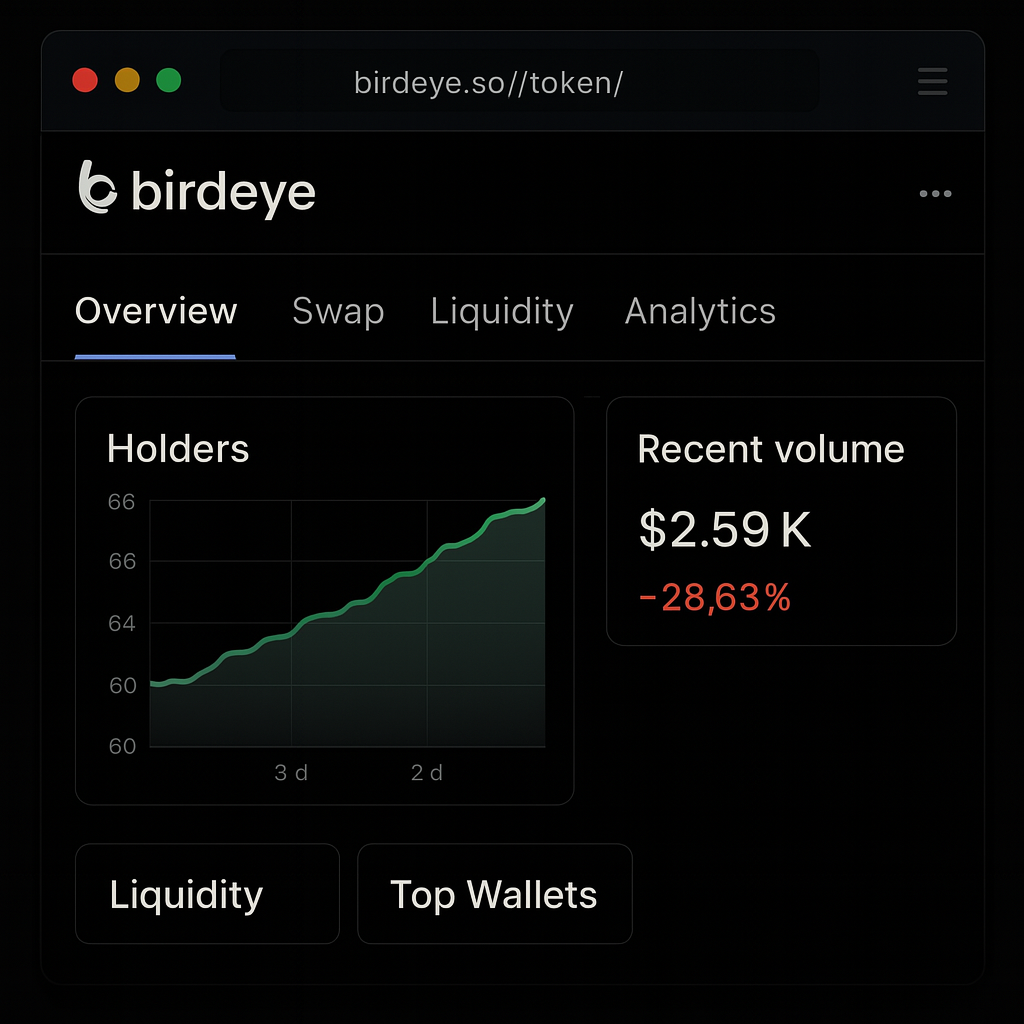 birdeye.so//token/
birdeye
Overview Swap Liquidity Analytics
Holders
66
66
64
60
60
3 d 2 d
Recent volume
$2.59 K
−28,63%
Liquidity
Top Wallets